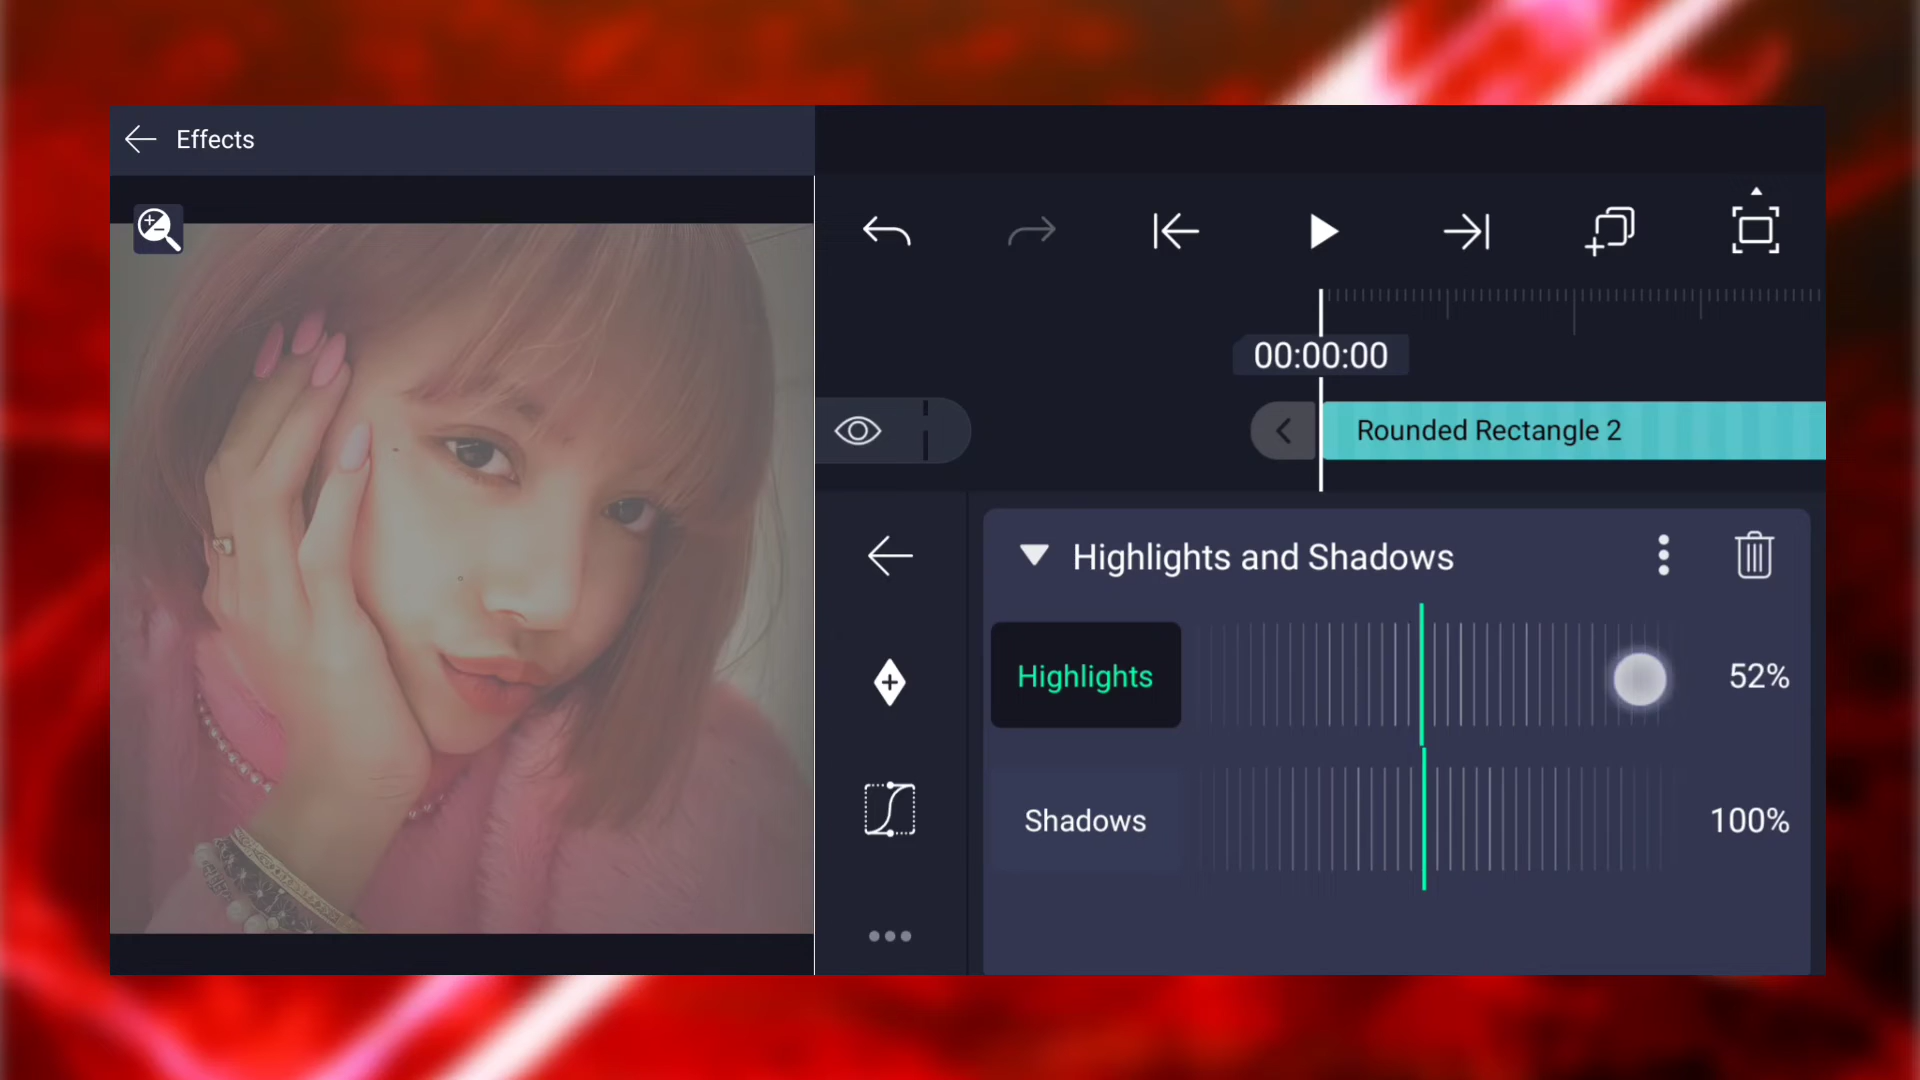 Effects
00:00:00
Rounded Rectangle 2
Highlights and Shadows
Highlights 52%
Shadows 100%